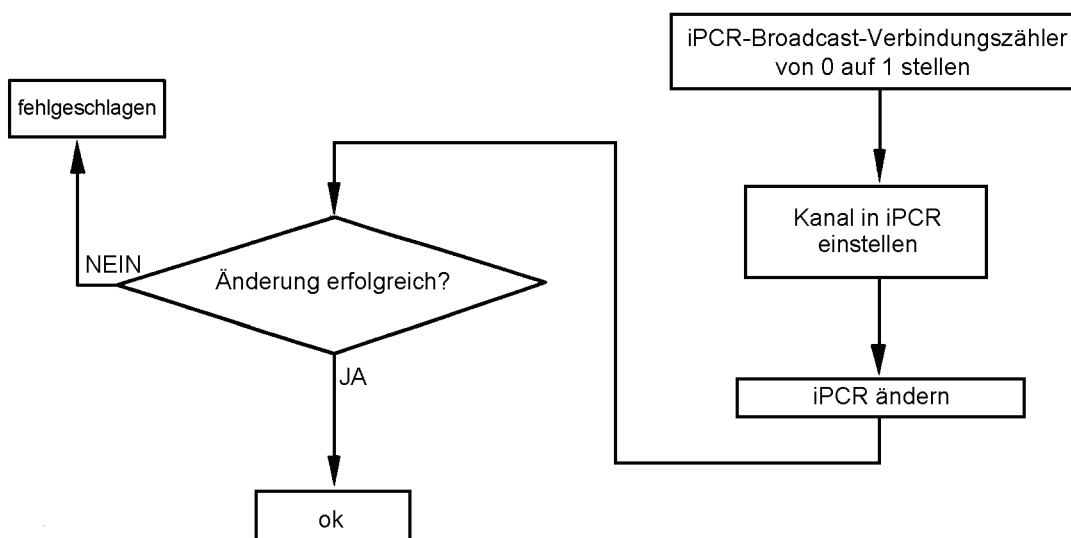 iPCR-Broadcast-Verbindungszähler
von 0 auf 1 stellen
fehlgeschlagen
Kanal in iPCR
einstellen
NEIN
Änderung erfolgreich?
JA
iPCR ändern
ok